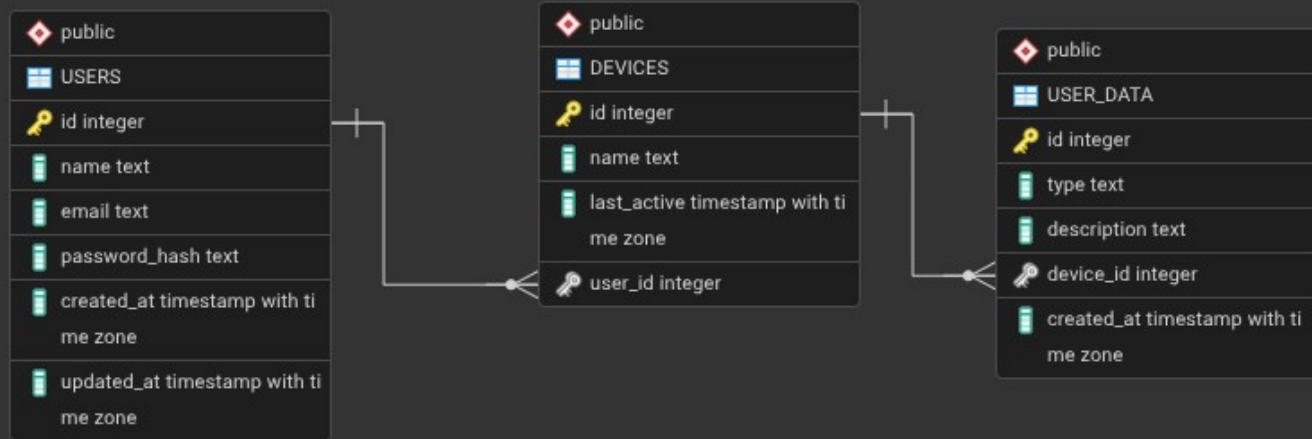 public
USERS
id integer
name text
email text
password_hash text
created_at timestamp with ti
me zone
updated_at timestamp with ti
me zone
public
DEVICES
id integer
name text
last_active timestamp with ti
me zone
user_id integer
public
USER_DATA
id integer
type text
description text
device_id integer
created_at timestamp with ti
me zone